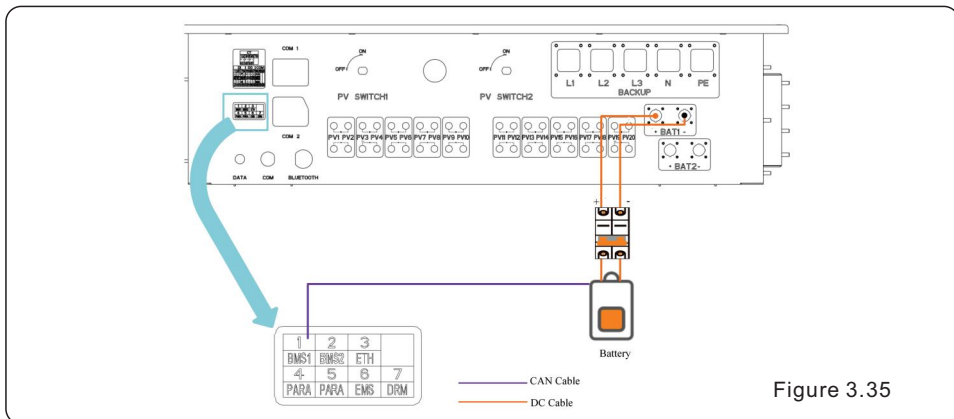 COM 1
ON
OFF
PV SWITCH1
ON
OFF
PV SWITCH2
L1 L2 L3 N PE
BACKUP
COM 2
PV1 PV2 PV3 PV4 PV5 PV6 PV7 PV8 PV9 PV10
PV11 PV12 PV13 PV14 PV15 PV16 PV17 PV18 PV19 PV20
+ BAT1 -
+ BAT2 -
DATA COM BLUETOOTH
+ -
1 2 3
BMS1 BMS2 ETH
4 5 6 7
PARA PARA EMS DRM
Battery
CAN Cable
DC Cable
Figure 3.35